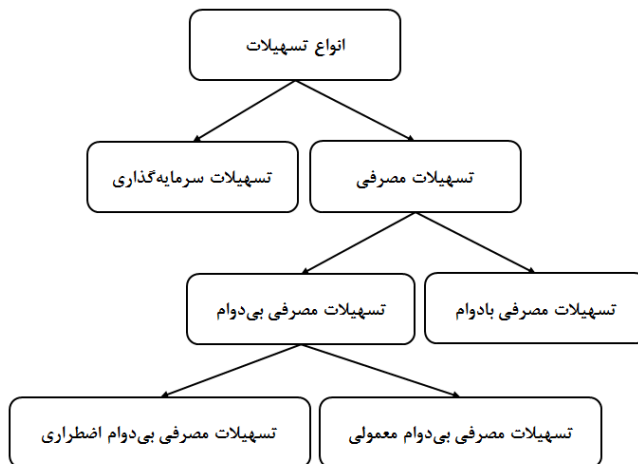 انواع تسهیلات
تسهیلات مصرفی
تسهیلات سرمایه‌گذاری
تسهیلات مصرفی بادوام
تسهیلات مصرفی بی‌دوام
تسهیلات مصرفی بی‌دوام معمولی
تسهیلات مصرفی بی‌دوام اضطراری